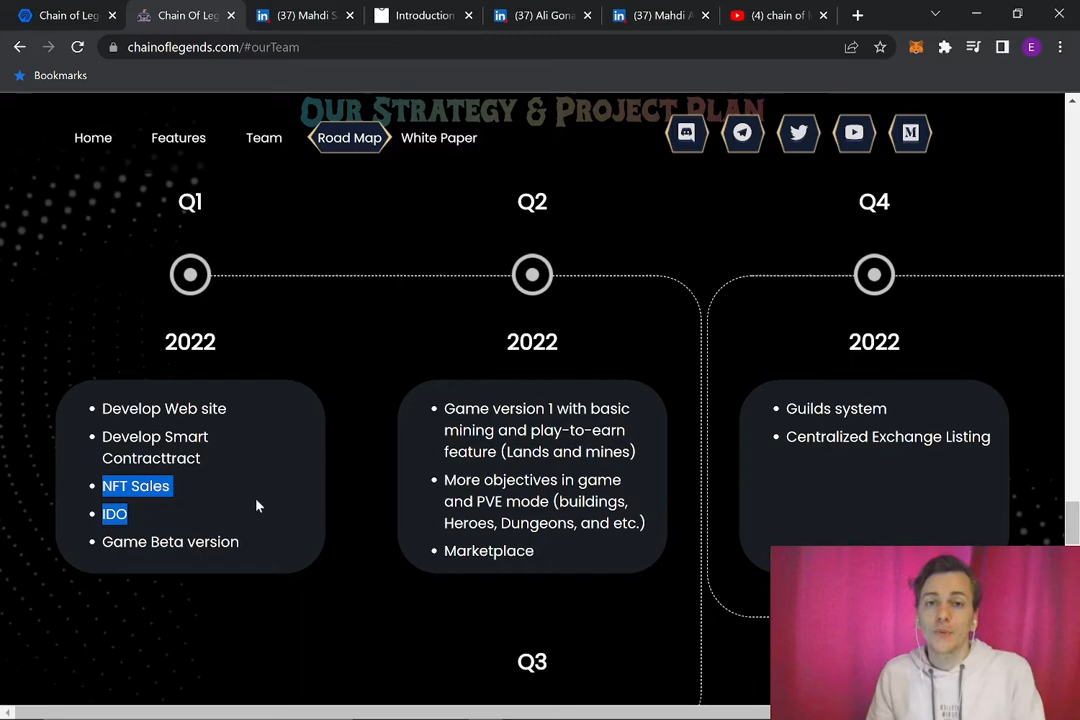 Chain of Leg
Chain Of Leg
(37) Mahdi S
Introduction
(37) Ali Gona
(37) Mahdi A
(4) chain of l
chainoflegends.com/#ourTeam
E
Bookmarks
Our Strategy & Project Plan
Home
Features
Team
Road Map
White Paper
Q1
Q2
Q4
2022
2022
2022
• Develop Web site
• Develop Smart
Contracttract
• NFT Sales
• IDO
• Game Beta version
• Game version 1 with basic
mining and play-to-earn
feature (Lands and mines)
• More objectives in game
and PVE mode (buildings,
Heroes, Dungeons, and etc.)
• Marketplace
• Guilds system
• Centralized Exchange Listing
Q3